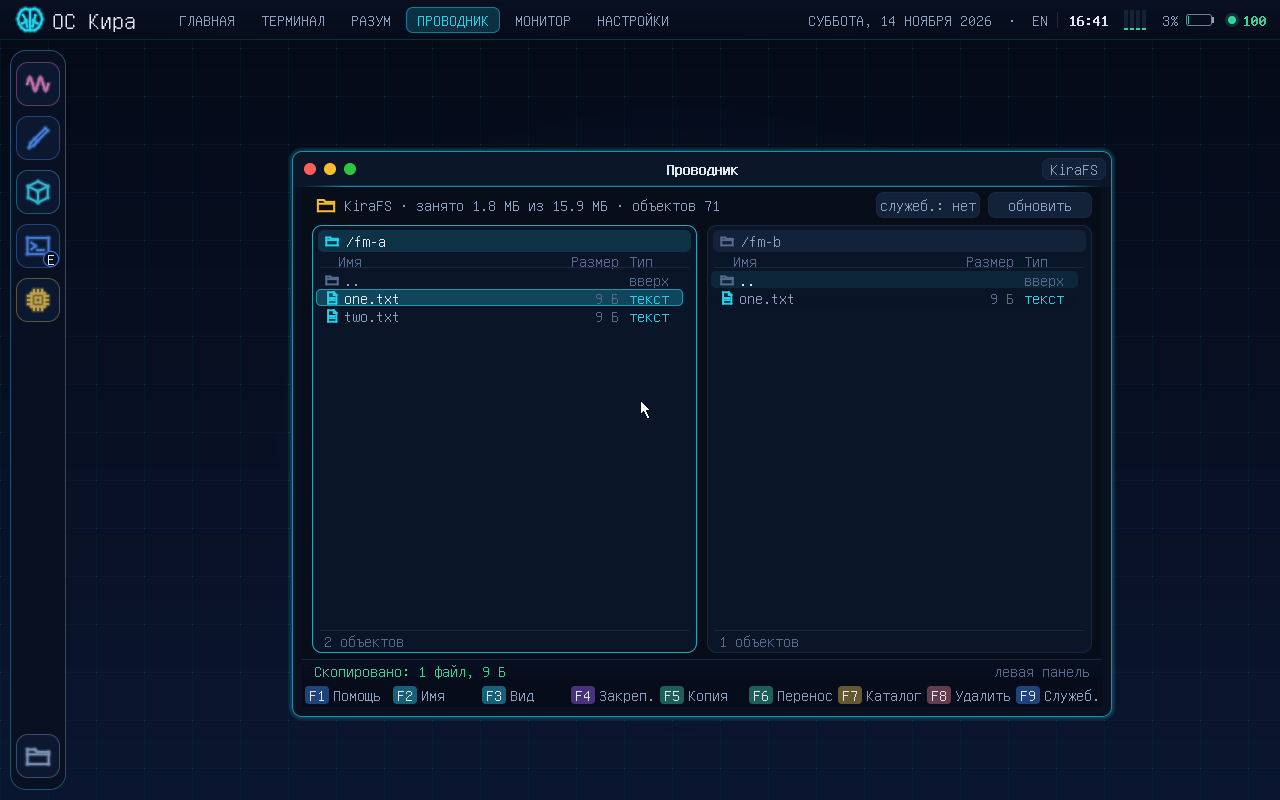 ОС Кира ГЛАВНАЯ ТЕРМИНАЛ РАЗУМ ПРОВОДНИК МОНИТОР НАСТРОЙКИ СУББОТА, 14 НОЯБРЯ 2026 · EN 16:41 3% 100
Проводник KiraFS
KiraFS · занято 1.8 МБ из 15.9 МБ · объектов 71 служеб.: нет обновить
/fm-a
Имя Размер Тип
.. вверх
one.txt 9 Б текст
two.txt 9 Б текст
2 объектов
/fm-b
Имя Размер Тип
.. вверх
one.txt 9 Б текст
1 объектов
Скопировано: 1 файл, 9 Б левая панель
F1 Помощь F2 Имя F3 Вид F4 Закреп. F5 Копия F6 Перенос F7 Каталог F8 Удалить F9 Служеб.
E